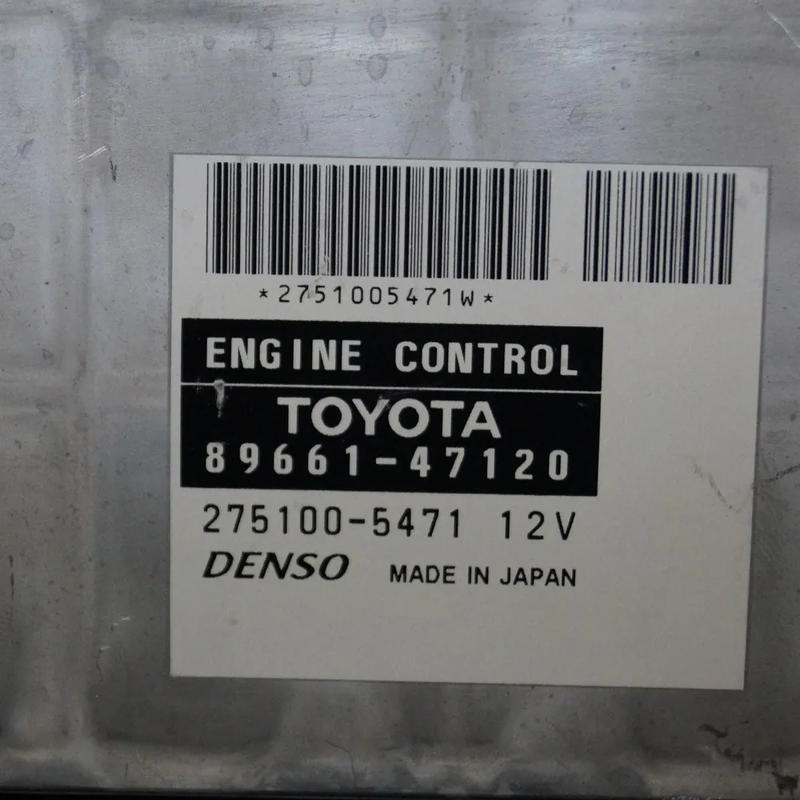 *2751005471W*
ENGINE CONTROL
TOYOTA
89661-47120
275100-5471 12V
DENSO MADE IN JAPAN